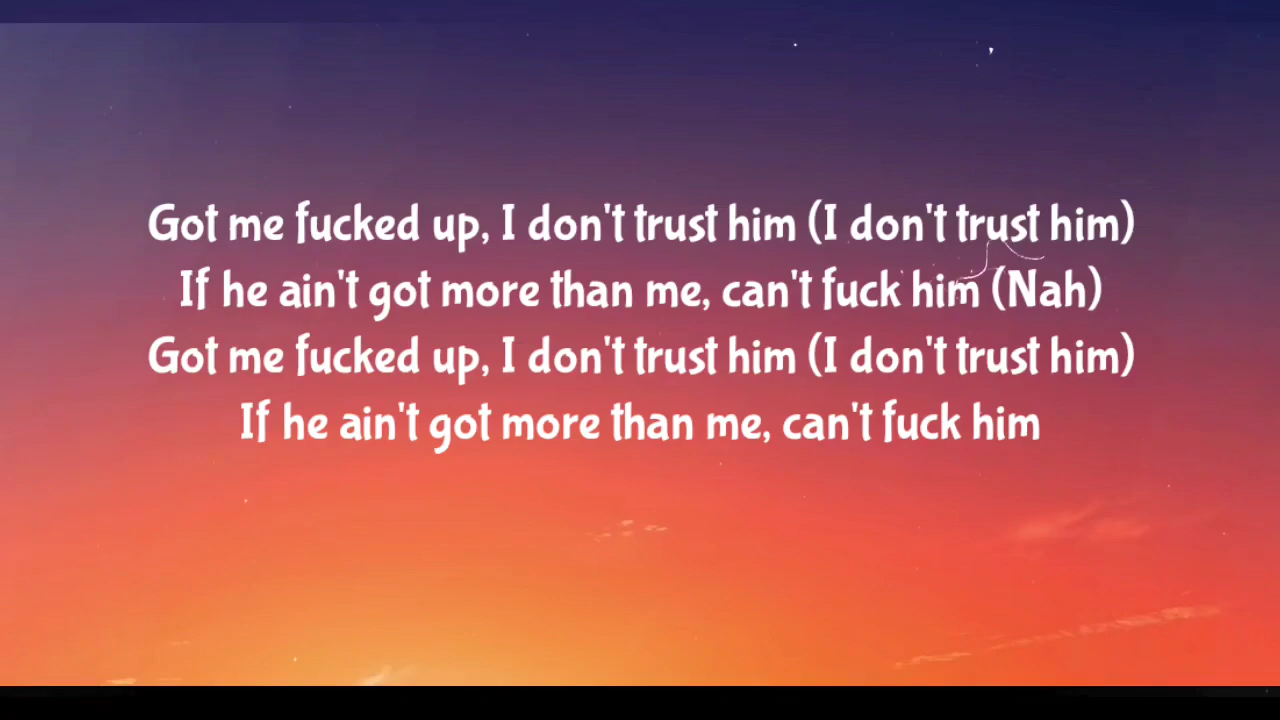 Got me fucked up, I don't trust him (I don't trust him)
If he ain't got more than me, can't fuck him (Nah)
Got me fucked up, I don't trust him (I don't trust him)
If he ain't got more than me, can't fuck him